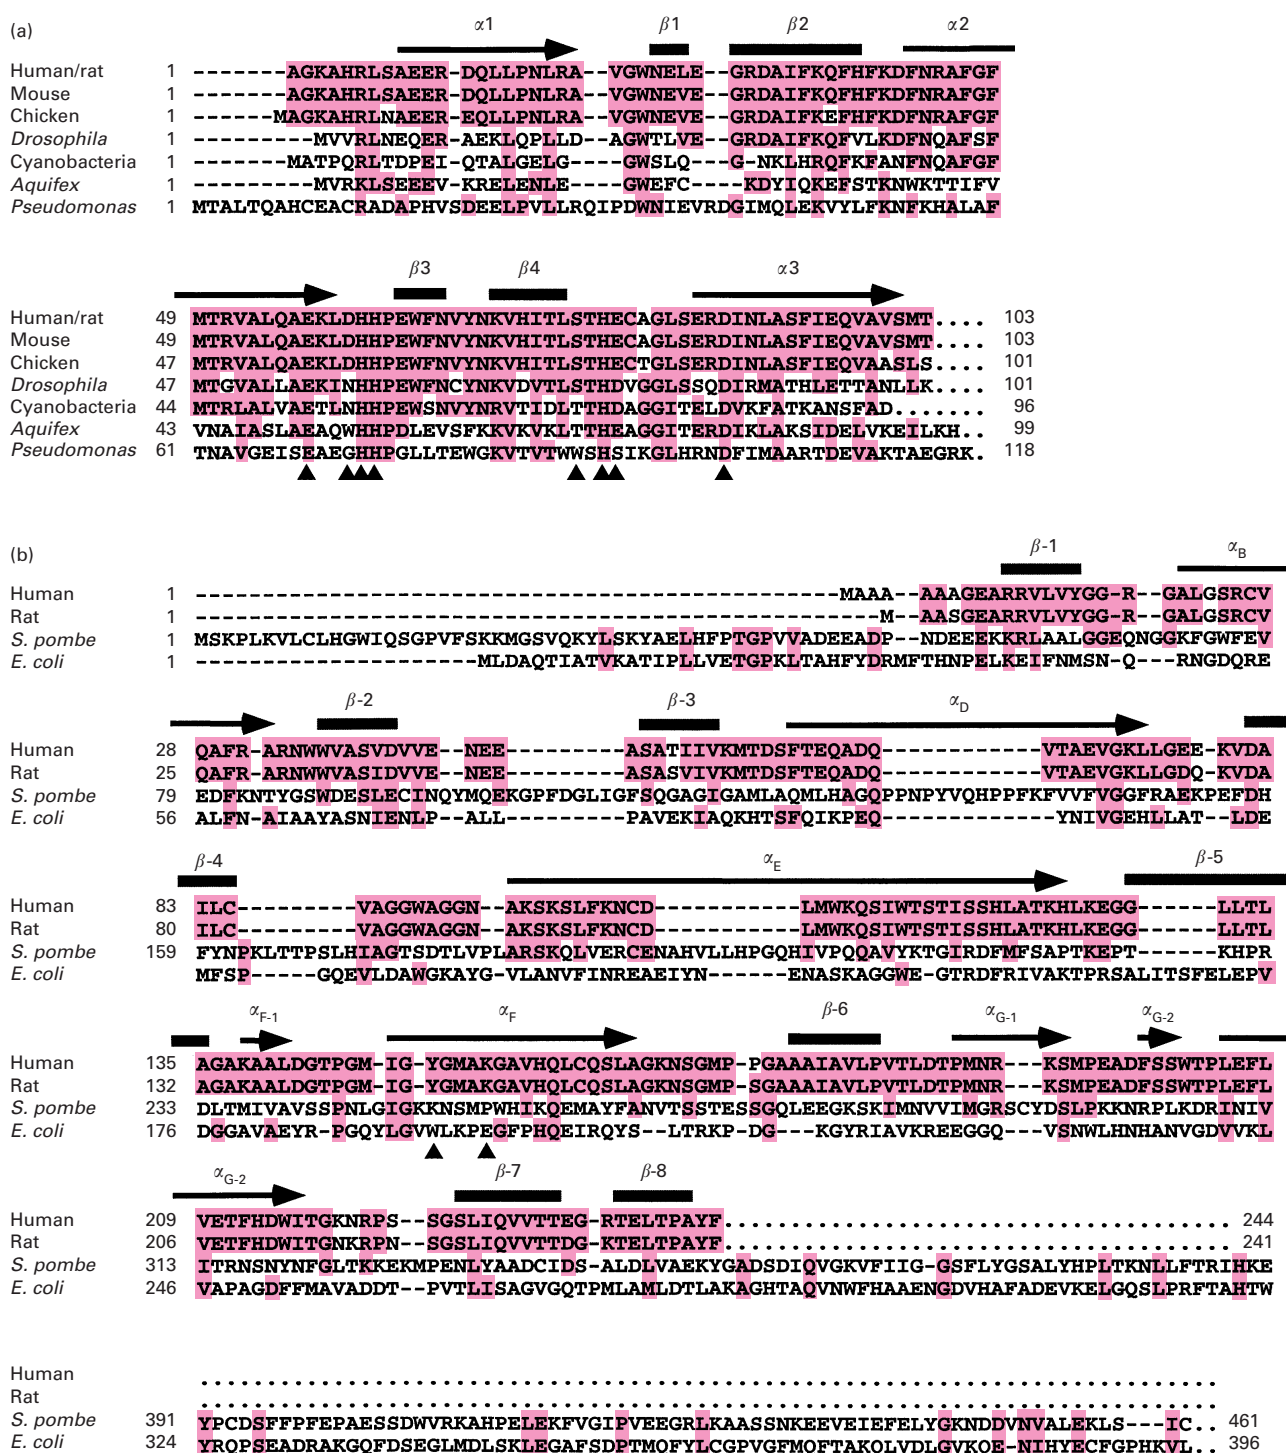 (a)
α1 β1 β2 α2
Human/rat 1 -------AGKAHRLSAEER-DQLLPNLRA--VGWNELE--GRDAIFKQFHFKDFNRAFGF
Mouse 1 -------AGKAHRLSAEER-DQLLPNLRA--VGWNEVE--GRDAIFKQFHFKDFNRAFGF
Chicken 1 ------MAGKAHRLNAEER-EQLLPNLRA--VGWNEVE--GRDAIFKEFHFKDFNRAFGF
Drosophila 1 ---------MVVRLNEQER-AEKLQPLLD--AGWTLVE--GRDAIFKQFVLKDFNQAFSF
Cyanobacteria 1 -------MATPQRLTDPEI-QTALGELG----GWSLQ---G-NKLHRQFKFANFNQAFGF
Aquifex 1 ---------MVRKLSEEEV-KRELENLE----GWEFC----KDYIQKEFSTKNWKTTIFV
Pseudomonas 1 MTALTQAHCEACRADAPHVSDEELPVLLRQIPDWNIEVRDGIMQLEKVYLFKNFKHALAF
β3 β4 α3
Human/rat 49 MTRVALQAEKLDHHPEWFNVYNKVHITLSTHECAGLSERDINLASFIEQVAVSMT.... 103
Mouse 49 MTRVALQAEKLDHHPEWFNVYNKVHITLSTHECAGLSERDINLASFIEQVAVSMT.... 103
Chicken 47 MTRVALQAEKLDHHPEWFNVYNKVHITLSTHECTGLSERDINLASFIEQVAASLS.... 101
Drosophila 47 MTGVALLAEKINHHPEWFNCYNKVDVTLSTHDVGGLSSQDIRMATHLETTANLLK.... 101
Cyanobacteria 44 MTRLALVAETLNHHPEWSNVYNRVTIDLTTHDAGGITELDVKFATKANSFAD....... 96
Aquifex 43 VNAIASLAEAQWHHPDLEVSFKKVKVKLTTHEAGGITERDIKLAKSIDELVKEILKH.. 99
Pseudomonas 61 TNAVGEISEAEGHHPGLLTEWGKVTVTWWSHSIKGLHRNDFIMAARTDEVAKTAEGRK. 118
(b)
β-1 αB
Human 1 ------------------------------------------------MAAA---AAAGEARRVLVYGG-R--GALGSRCV
Rat 1 ---------------------------------------------------M--AASGEARRVLVYGG-R--GALGSRCV
S. pombe 1 MSKPLKVLCLHGWIQSGPVFSKKMGSVQKYLSKYAELHFPTGPVVADEEADP--NDEEEKKRLAALGGEQNGGKFGWFEV
E. coli 1 ---------------------MLDAQTIATVKATIPLLVETGPKLTAHFYDRMFTHNPELKEIFNMSN-Q---RNGDQRE
β-2 β-3 αD
Human 28 QAFR-ARNWWVASVDVVE--NEE---------ASATIIVKMTDSFTEQADQ------------VTAEVGKLLGEE-KVDA
Rat 25 QAFR-ARNWWVASIDVVE--NEE---------ASASVIVKMTDSFTEQADQ------------VTAEVGKLLGDQ-KVDA
S. pombe 79 EDFKNTYGSWDESLECINQYMQEKGPFDGLIGFSQGAGIGAMLAQMLHAGQPPNPYVQHPPFKFVVFVGGFRAEKPEFDH
E. coli 56 ALFN-AIAAYASNIENLP--ALL---------PAVEKIAQKHTSFQIKPEQ-------------YNIVGEHLLAT--LDE
β-4 αE β-5
Human 83 ILC---------VAGGWAGGN--AKSKSLFKNCD-----------LMWKQSIWTSTISSHLATKHLKEGG------LLTL
Rat 80 ILC---------VAGGWAGGN--AKSKSLFKNCD-----------LMWKQSIWTSTISSHLATKHLKEGG------LLTL
S. pombe 159 FYNPKLTTTPSLHIAGTSDTLVPLARSKQLVERCENAHVLLHPGQHIVPQQAVYKTGIRDFMFSAPTKEPT-----KHPR
E. coli MFSP-----GQEVLDAWGKAYG-VLANVFINREAEIYN------ENASKAGGWE-GTRDFRIVAKTPRSALITSFELEPV
αF-1 αF β-6 αG-1 αG-2
Human 135 AGAKAALDGTPGM-IG-YGMAKGAVHQLCQSLAGKNSGMP-PGAAAIAVLPVTLDTPMNR---KSMPEADFSSWTPLEFL
Rat 132 AGAKAALDGTPGM-IG-YGMAKGAVHQLCQSLAGKNSGMP-SGAAAIAVLPVTLDTPMNR---KSMPEADFSSWTPLEFL
S. pombe 233 DLTMIVAVSSPNLGIGKKNSMPWHIKQEMAYFANVTSSTESSGQLEEGKSKIMNVVIMGRSCYDSLPKKNRPLKDRINIV
E. coli 176 DGGAVAEYR-PGQYLGVWLKPEGFPHQEIRQYS--LTRKP-DG---KGYRIAVKREEGGQ---VSNWLHNHANVGDVVKL
αG-2 β-7 β-8
Human 209 VETFHDWITGKNRPS--SGSLIQVVTTEG-RTELTPAYF...................................... 244
Rat 206 VETFHDWITGNKRPN--SGSLIQVVTTDG-KTELTPAYF...................................... 241
S. pombe 313 ITRNSNYNFGLTKKEKMPENLYAADCIDS-ALDLVAEKYGADSDIQVGKVFIIG-GSFLYGSALYHPLTKNLLFTRIHKE
E. coli 246 VAPAGDFFMAVADDT--PVTLISAGVGQTPMLAMLDTLAKAGHTAQVNWFHAAENGDVHAFADEVKELGQSLPRFTAHTW
Human ............................................................................
Rat ............................................................................
S. pombe 391 YPCDSFFPFEPAESSDWVRKAHPELEKFVGIPVEEGRLKAASSNKEEVEIEFELYGKNDDVNVALEKLS---IC.. 461
E. coli 324 YRQPSEADRAKGQFDSEGLMDLSKLEGAFSDPTMQFYLCGPVGFMQFTAKQLVDLGVKQE-NIHYECFGPHKVL.. 396